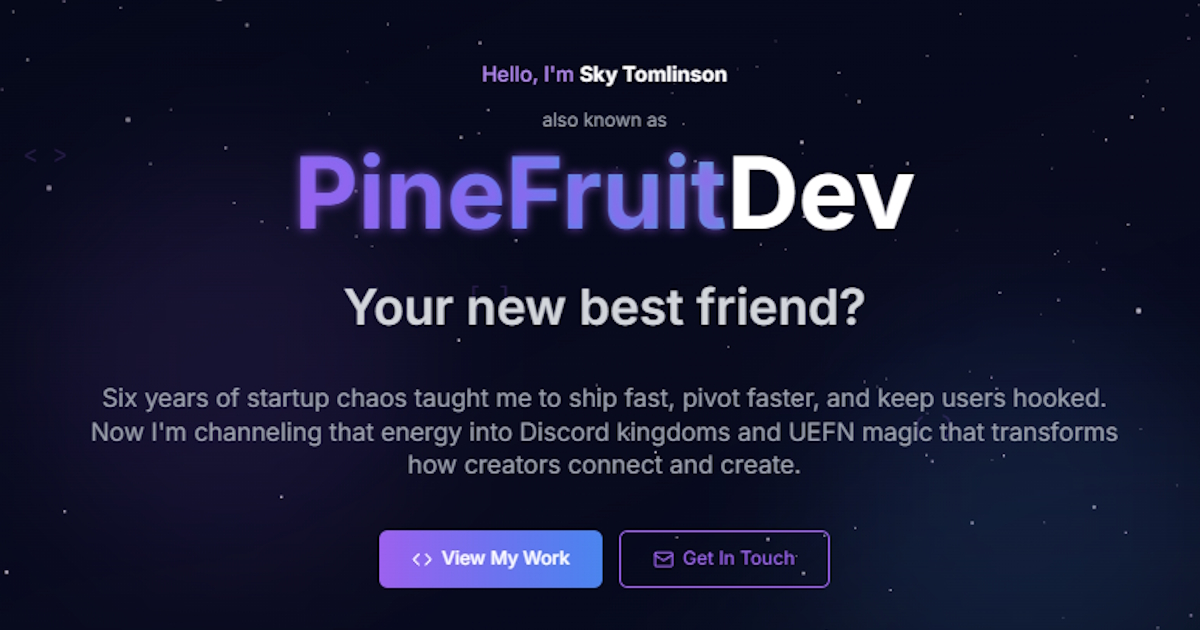 Hello, I'm Sky Tomlinson
also known as
PineFruitDev
< >
[ ]
Your new best friend?
Six years of startup chaos taught me to ship fast, pivot faster, and keep users hooked.
Now I'm channeling that energy into Discord kingdoms and UEFN magic that transforms
how creators connect and create.
<> View My Work
Get In Touch